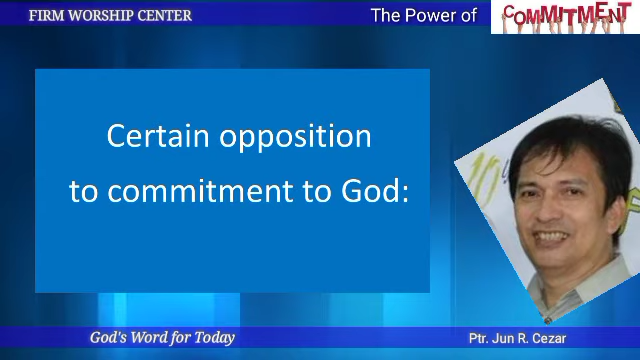 FIRM WORSHIP CENTER
The Power of
COMMITMENT
Certain opposition
to commitment to God:
10
God's Word for Today
Ptr. Jun R. Cezar